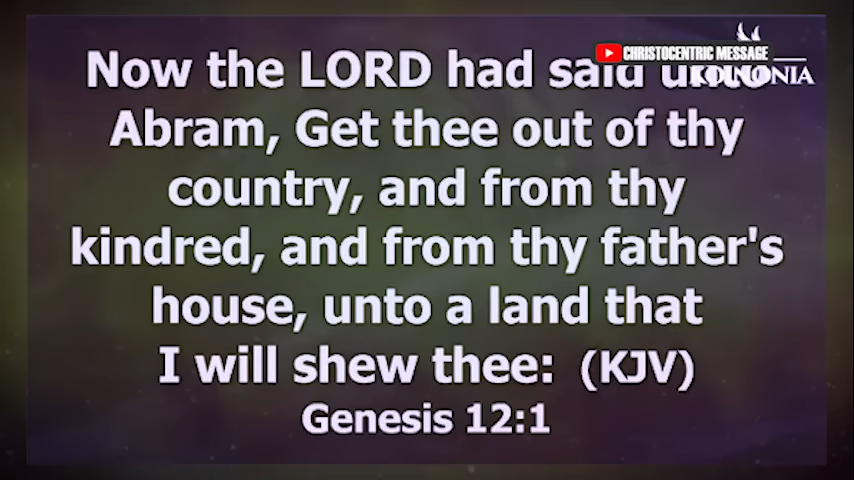 CHRISTOCENTRIC MESSAGE
KOINONIA
Now the LORD had said unto
Abram, Get thee out of thy
country, and from thy
kindred, and from thy father's
house, unto a land that
I will shew thee: (KJV)
Genesis 12:1